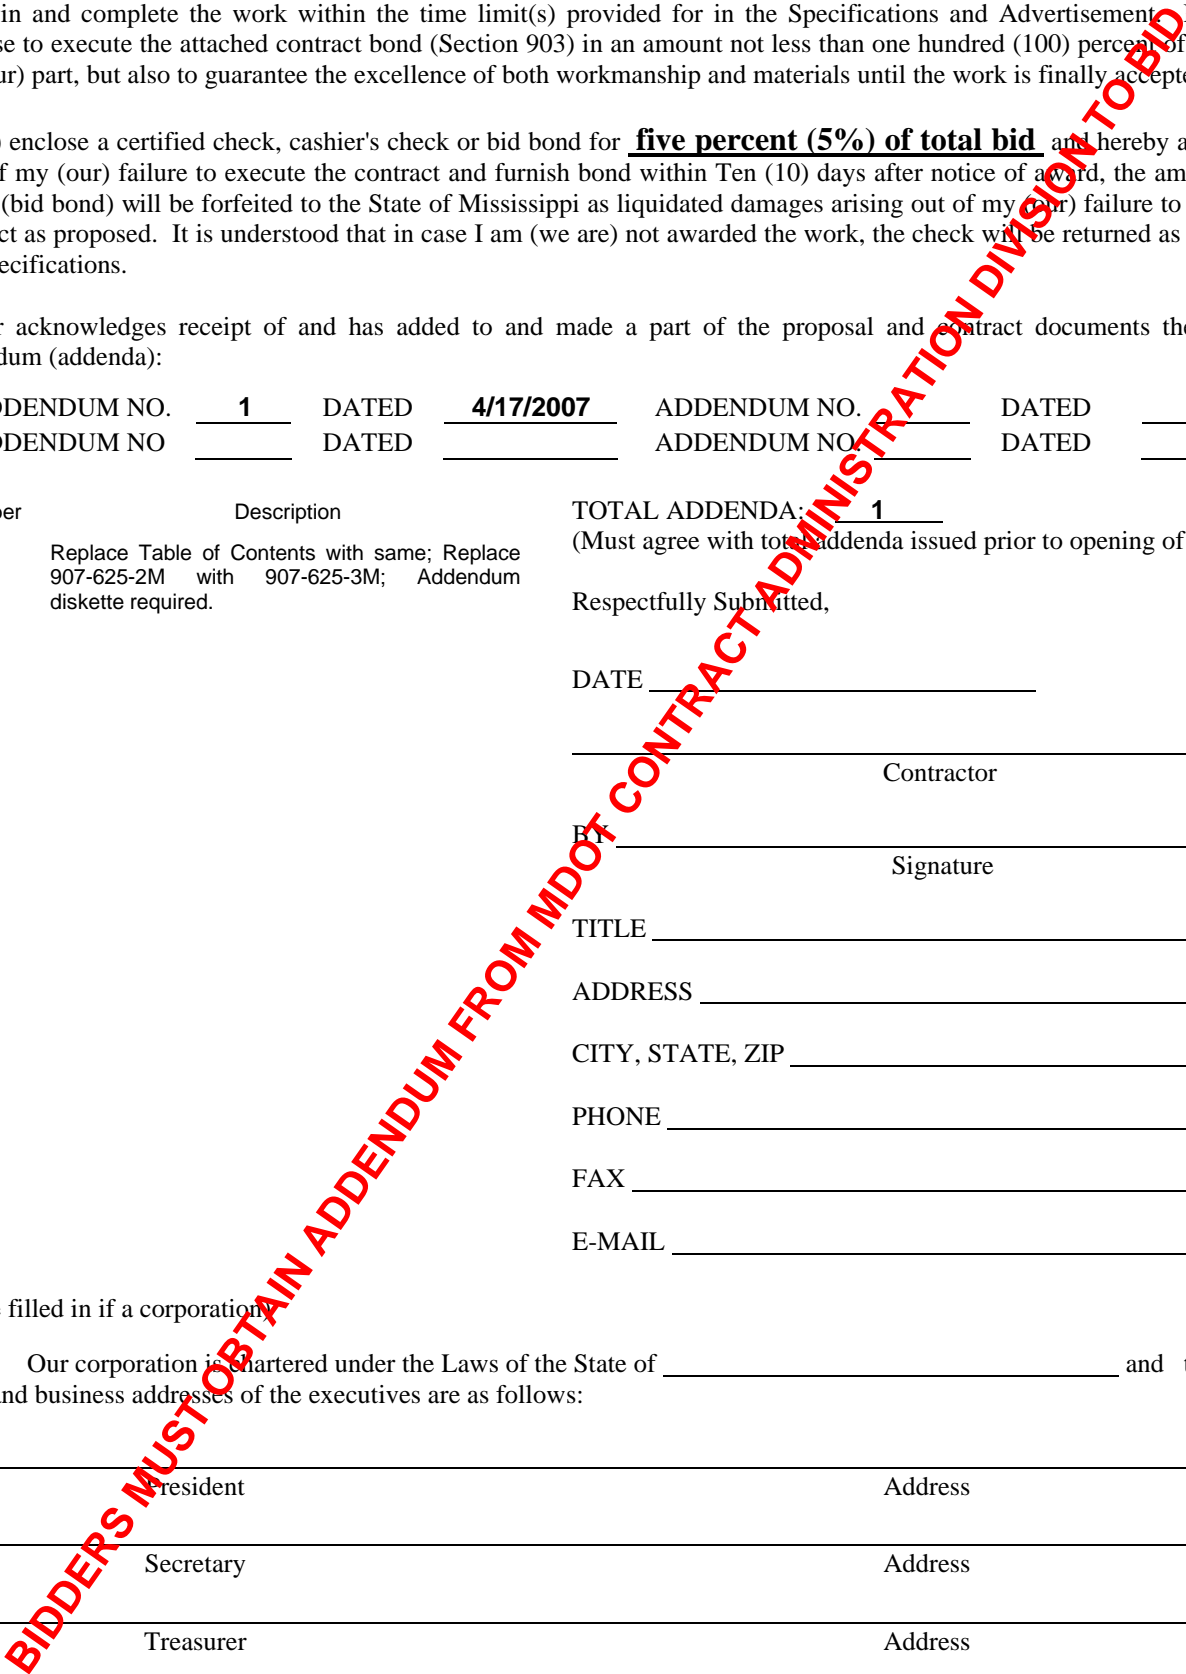 in and complete the work within the time limit(s) provided for in the Specifications and Advertisement.
se to execute the attached contract bond (Section 903) in an amount not less than one hundred (100) percent of
ur) part, but also to guarantee the excellence of both workmanship and materials until the work is finally accepte
) enclose a certified check, cashier's check or bid bond for five percent (5%) of total bid and hereby a
f my (our) failure to execute the contract and furnish bond within Ten (10) days after notice of award, the am
(bid bond) will be forfeited to the State of Mississippi as liquidated damages arising out of my (our) failure to
ct as proposed. It is understood that in case I am (we are) not awarded the work, the check will be returned as
ecifications.
r acknowledges receipt of and has added to and made a part of the proposal and contract documents the
dum (addenda):
DDENDUM NO. 1 DATED 4/17/2007 ADDENDUM NO. DATED
DDENDUM NO DATED ADDENDUM NO. DATED
ber Description
TOTAL ADDENDA: 1
(Must agree with total addenda issued prior to opening of
Replace Table of Contents with same; Replace
907-625-2M with 907-625-3M; Addendum
diskette required.
Respectfully Submitted,
DATE
Contractor
BY
Signature
TITLE
ADDRESS
CITY, STATE, ZIP
PHONE
FAX
E-MAIL
e filled in if a corporation)
Our corporation is chartered under the Laws of the State of and t
and business addresses of the executives are as follows:
President Address
Secretary Address
Treasurer Address
BIDDERS MUST OBTAIN ADDENDUM FROM MDOT CONTRACT ADMINISTRATION DIVISION TO BID